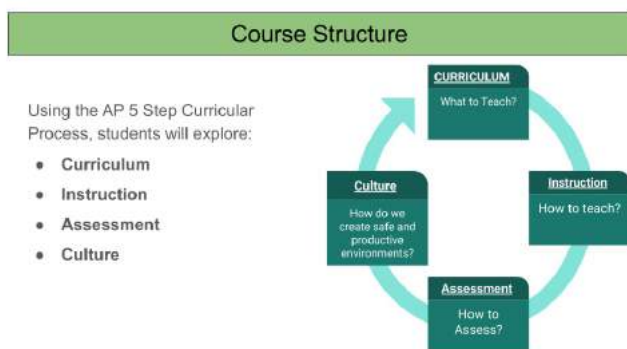 Course Structure
Using the AP 5 Step Curricular
Process, students will explore:
● Curriculum
● Instruction
● Assessment
● Culture
CURRICULUM
What to Teach?
Instruction
How to teach?
Assessment
How to
Assess?
Culture
How do we
create safe and
productive
environments?